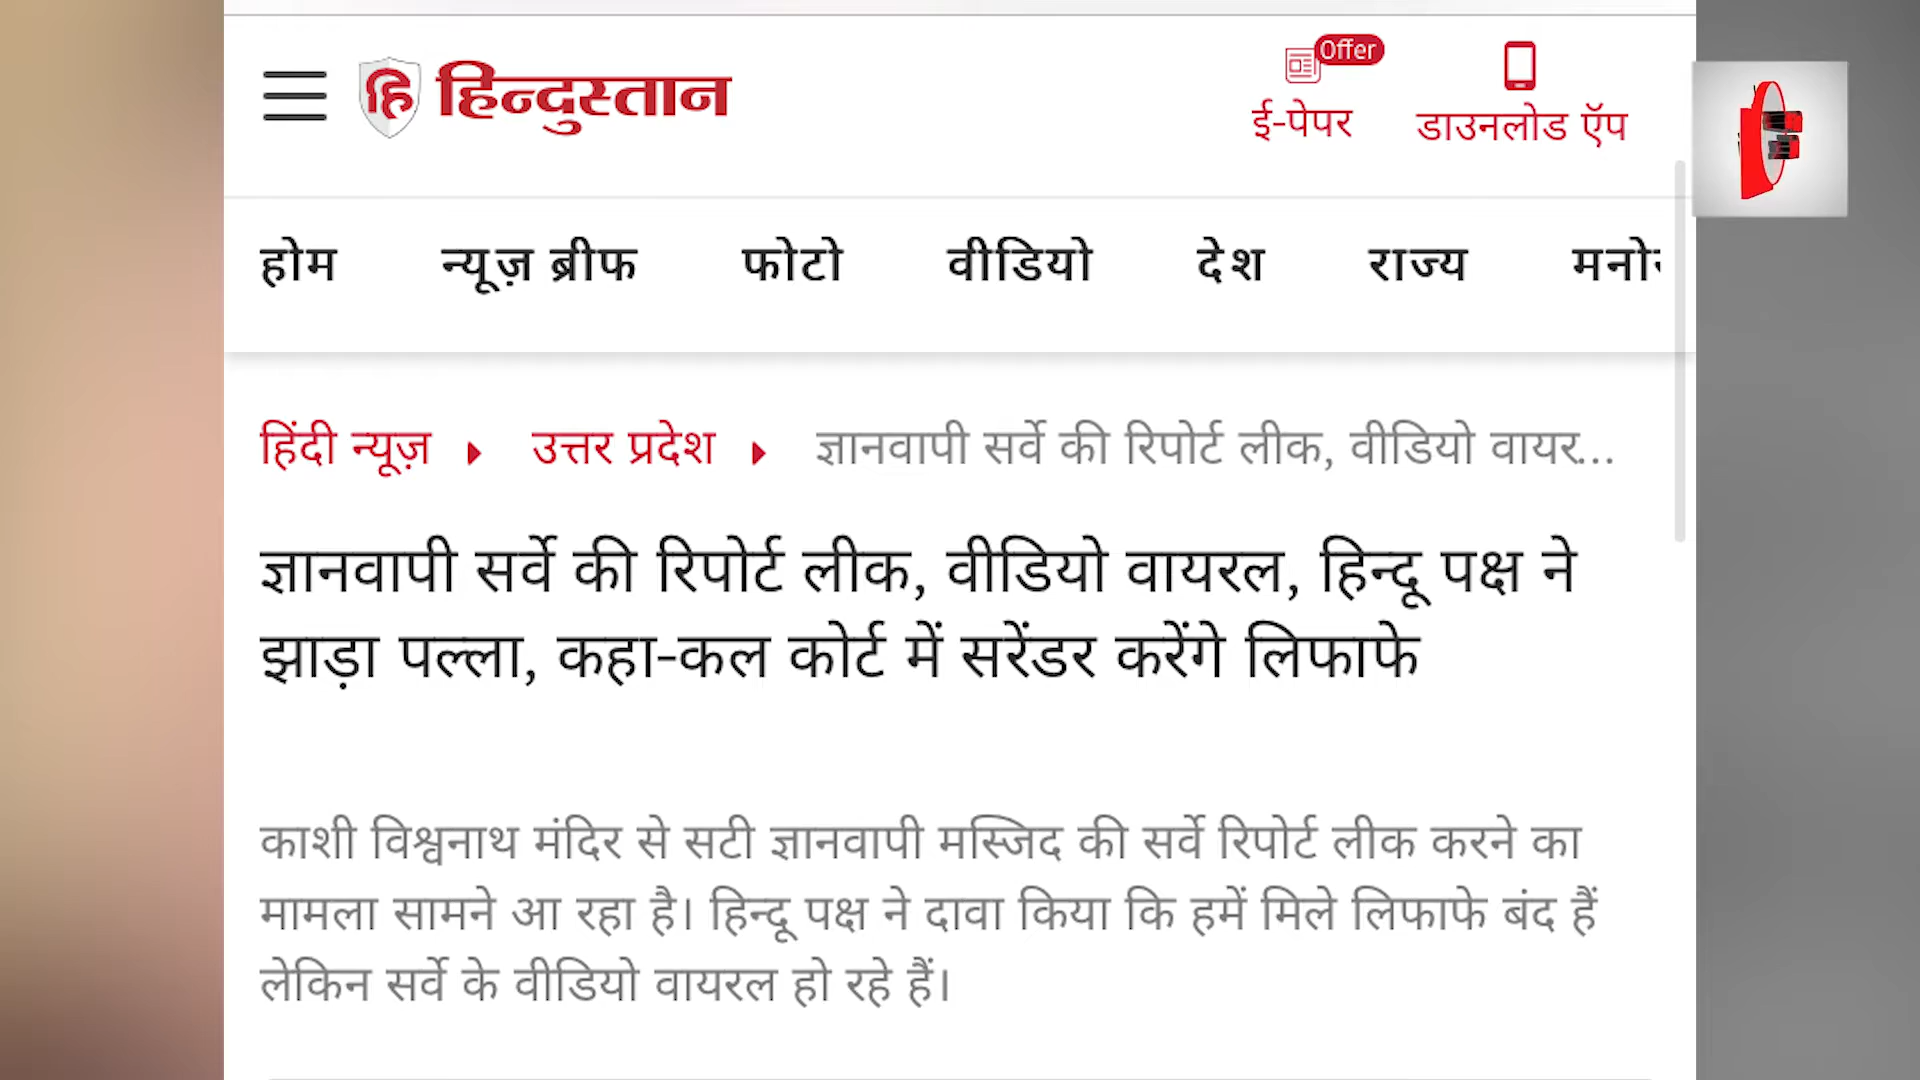 Offer
हि हिन्दुस्तान
ई-पेपर डाउनलोड ऍप
होम न्यूज़ ब्रीफ फोटो वीडियो देश राज्य
हिंदी न्यूज़ उत्तर प्रदेश ज्ञानवापी सर्वे की रिपोर्ट लीक, वीडियो वायर...
ज्ञानवापी सर्वे की रिपोर्ट लीक, वीडियो वायरल, हिन्दू पक्ष ने
झाड़ा पल्ला, कहा-कल कोर्ट में सरेंडर करेंगे लिफाफे
काशी विश्वनाथ मंदिर से सटी ज्ञानवापी मस्जिद की सर्वे रिपोर्ट लीक करने का
मामला सामने आ रहा है। हिन्दू पक्ष ने दावा किया कि हमें मिले लिफाफे बंद हैं
लेकिन सर्वे के वीडियो वायरल हो रहे हैं।